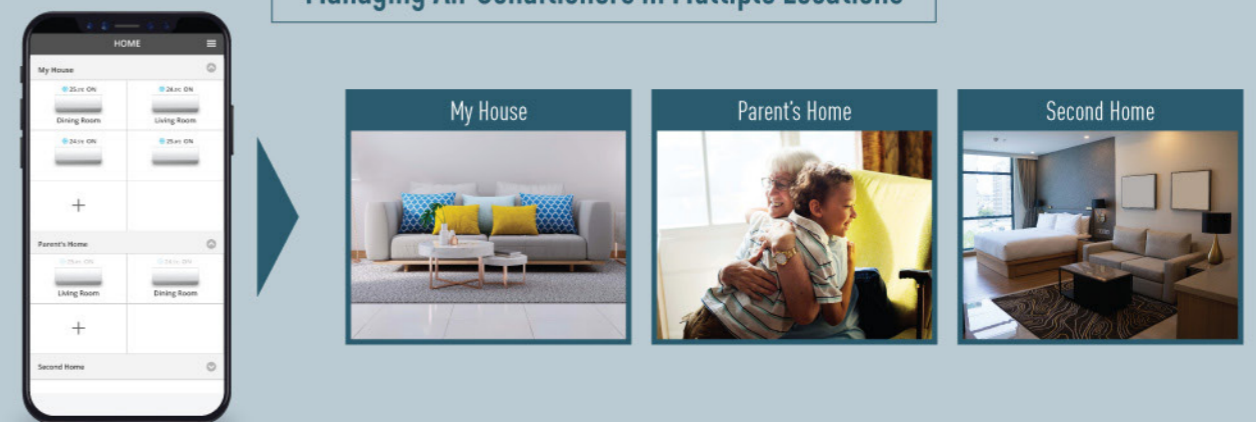 Managing Air Conditioners in Multiple Locations
HOME
My House
25.0°C ON
24.0°C ON
Dining Room
Living Room
24.0°C ON
25.0°C ON
+
Parent's Home
Living Room
Dining Room
+
Second Home
My House
Parent's Home
Second Home